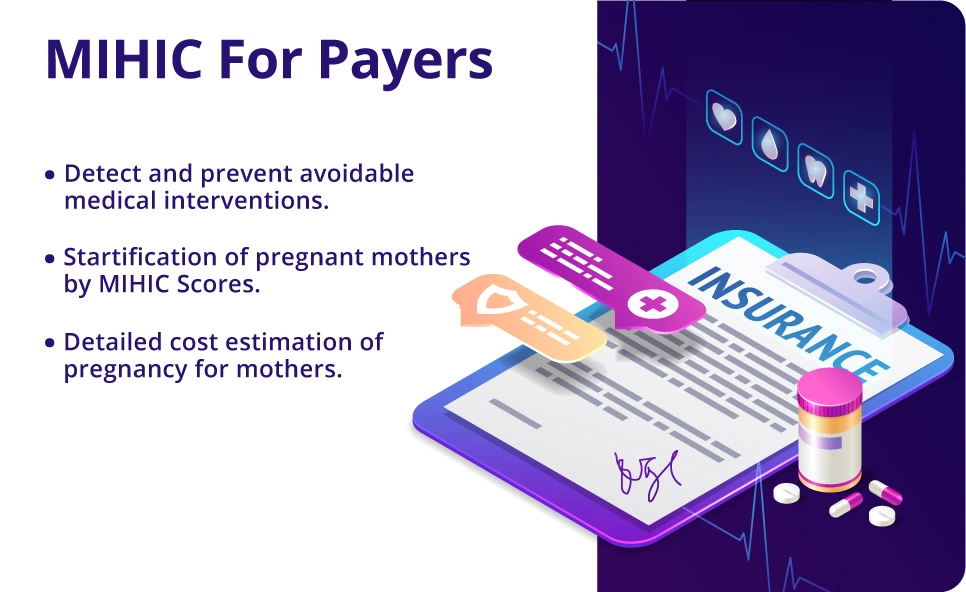 MIHIC For Payers
• Detect and prevent avoidable
medical interventions.
• Startification of pregnant mothers
by MIHIC Scores.
• Detailed cost estimation of
pregnancy for mothers.
INSURANCE